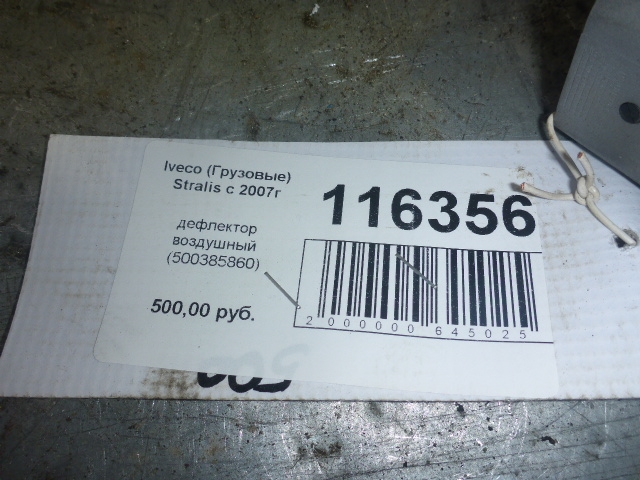 Iveco (Грузовые)
Stralis с 2007г
116356
дефлектор
воздушный
(500385860)
500,00 руб.
2 000000 645025